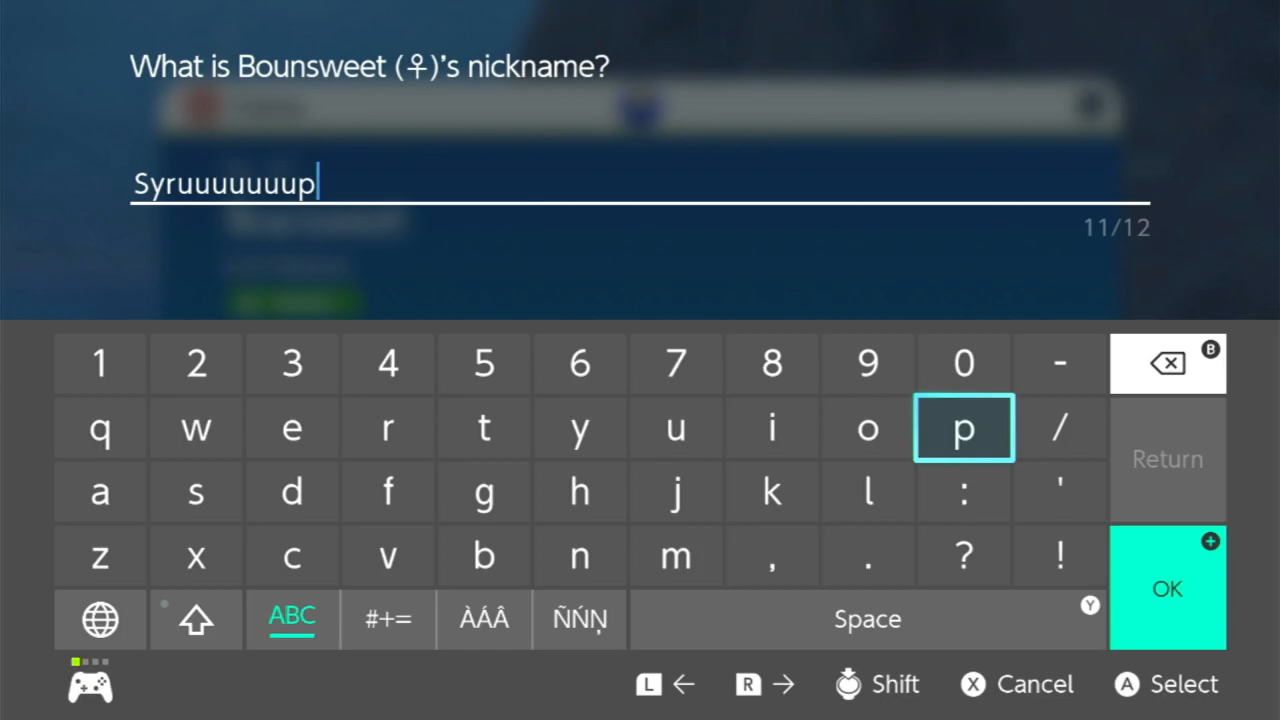 What is Bounsweet (♀)'s nickname?
Syruuuuuuup
11/12
1 2 3 4 5 6 7 8 9 0 -
B
q w e r t y u i o p /
Return
a s d f g h j k l : '
z x c v b n m , . ? !
+
OK
ABC #+= ÀÁÂ ÑŃŅ Space Y
L ← R → Shift X Cancel A Select